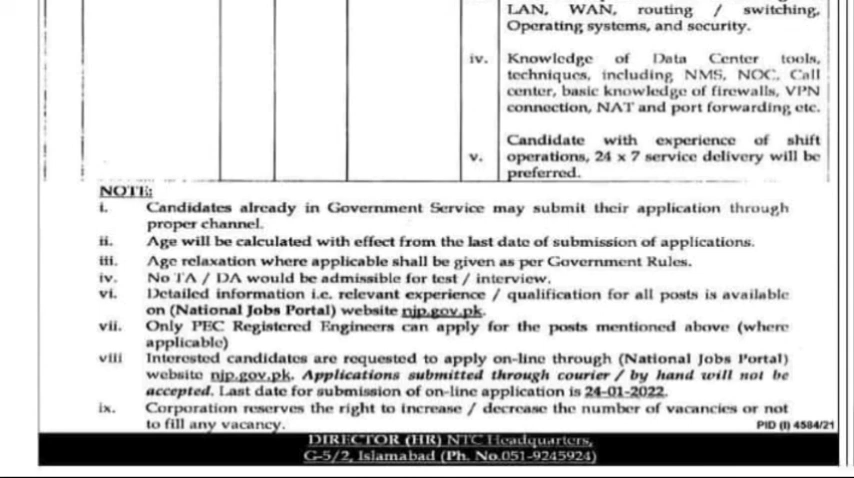 LAN, WAN, routing / switching,
Operating systems, and security.
iv. Knowledge of Data Center tools,
techniques, including NMS, NOC, Call
center, basic knowledge of firewalls, VPN
connection, NAT and port forwarding etc.
Candidate with experience of shift
v. operations, 24 x 7 service delivery will be
preferred.
NOTE:
i. Candidates already in Government Service may submit their application through
proper channel.
ii. Age will be calculated with effect from the last date of submission of applications.
iii. Age relaxation where applicable shall be given as per Government Rules.
iv. No TA / DA would be admissible for test / interview.
vi. Detailed information i.e. relevant experience / qualification for all posts is available
on (National Jobs Portal) website njp.gov.pk.
vii. Only PEC Registered Engineers can apply for the posts mentioned above (where
applicable)
viii Interested candidates are requested to apply on-line through (National Jobs Portal)
website njp.gov.pk. Applications submitted through courier / by hand will not be
accepted. Last date for submission of on-line application is 24-01-2022.
ix. Corporation reserves the right to increase / decrease the number of vacancies or not
to fill any vacancy. PID (I) 4584/21
DIRECTOR (HR) NTC Headquarters,
G-5/2, Islamabad (Ph. No.051-9245924)